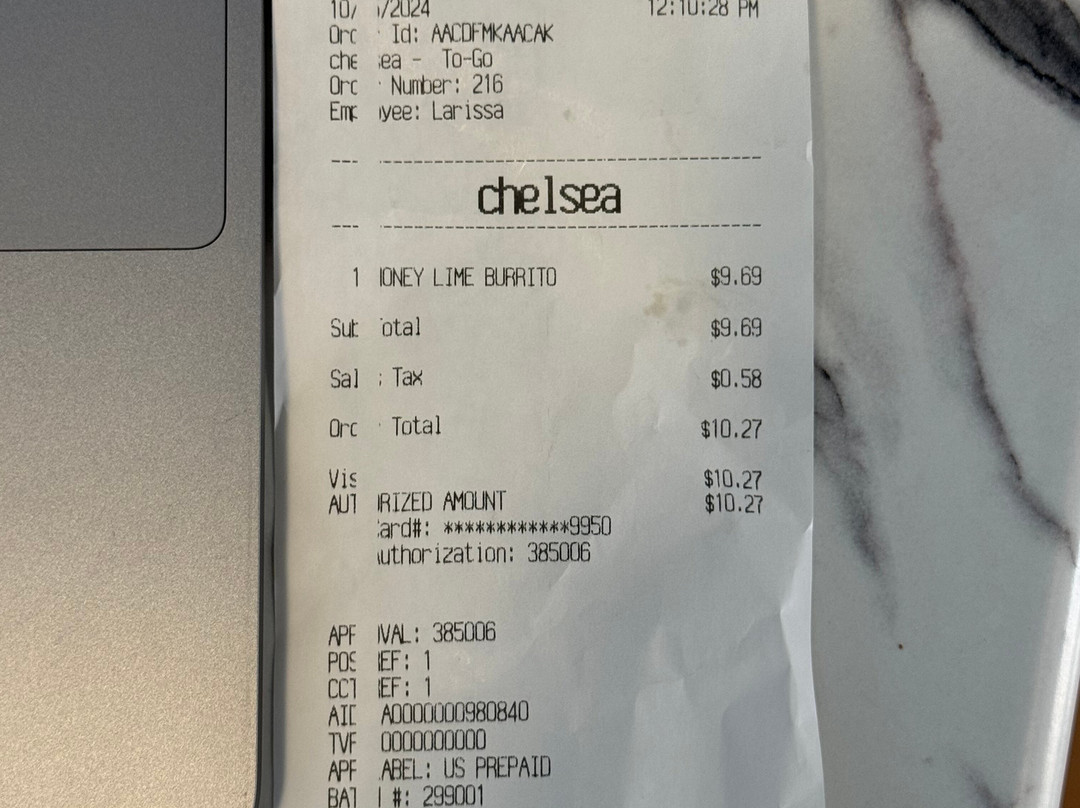 10/ /2024 12:10:28 PM
Orc Id: AACDFMKAACAK
che ea - To-Go
Orc Number: 216
Emp yee: Larissa
chelsea
1 ONEY LIME BURRITO $9.69
Sub otal $9.69
Sal Tax $0.58
Orc Total $10.27
Vis $10.27
AUT RIZED AMOUNT $10.27
ard#: ************9950
uthorization: 385006
APF VAL: 385006
POS EF: 1
CCT EF: 1
AID A0000000980840
TVF 0000000000
APF ABEL: US PREPAID
BAT #: 299001